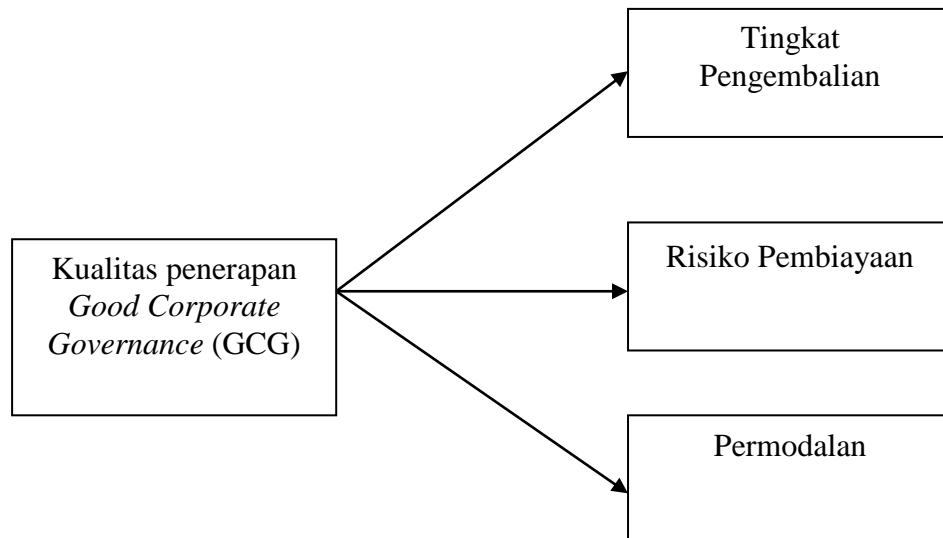 Tingkat
Pengembalian
Kualitas penerapan
Good Corporate
Governance (GCG)
Risiko Pembiayaan
Permodalan